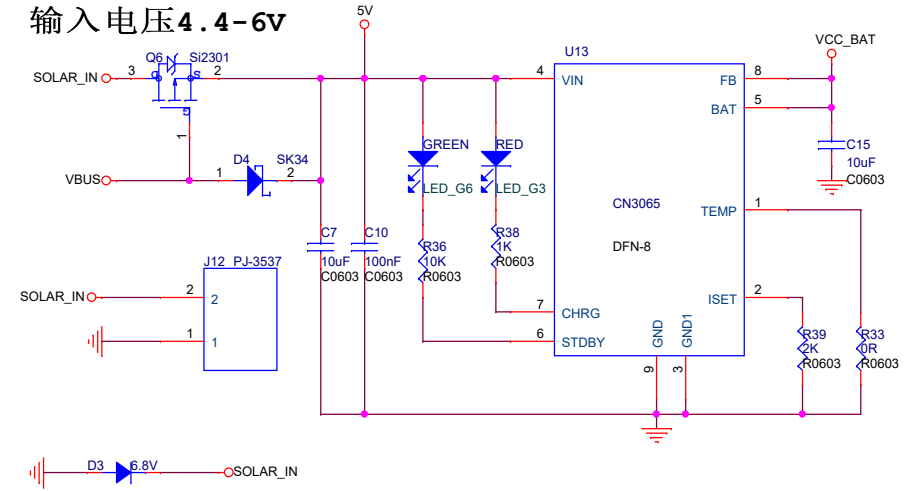 输入电压4.4-6V
5V
Q6 Si2301
SOLAR_IN 3 D S 2
G
1
VBUS 1 D4 SK34 2
U13
4 VIN
FB 8
BAT 5
VCC_BAT
C15
10uF
C0603
GREEN
LED_G6
RED
LED_G3
CN3065
DFN-8
TEMP 1
C7
10uF
C0603
C10
100nF
C0603
R36
10K
R0603
R38
1K
R0603
J12 PJ-3537
SOLAR_IN 2 2
1 1
7 CHRG
6 STDBY
ISET 2
GND
GND1
9
3
R39
2K
R0603
R33
0R
R0603
D3 6.8V
SOLAR_IN